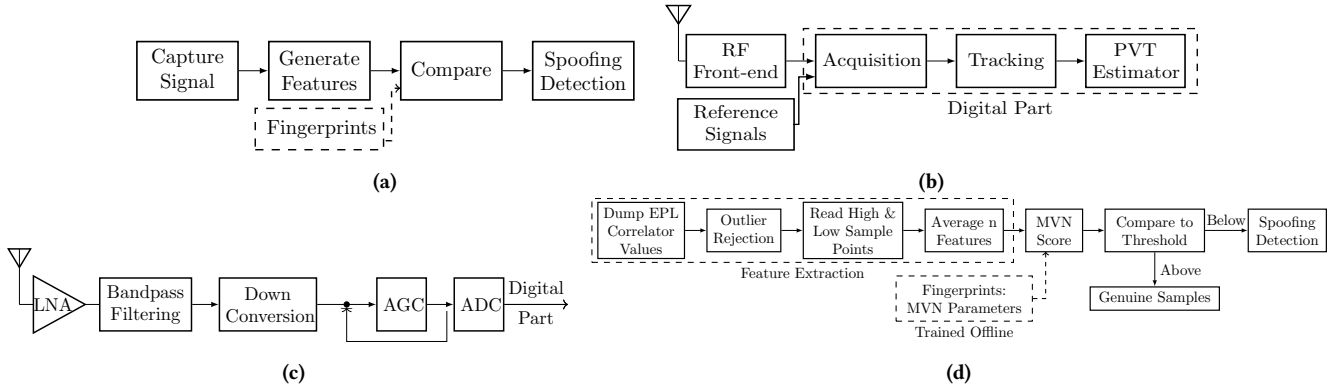 Capture
Signal
Generate
Features
Compare
Spoofing
Detection
Fingerprints
(a)
RF
Front-end
Acquisition
Tracking
PVT
Estimator
Digital Part
Reference
Signals
(b)
LNA
Bandpass
Filtering
Down
Conversion
AGC
ADC
Digital
Part
(c)
Dump EPL
Correlator
Values
Outlier
Rejection
Read High &
Low Sample
Points
Average n
Features
Feature Extraction
MVN
Score
Compare to
Threshold
Below
Spoofing
Detection
Above
Genuine Samples
Fingerprints:
MVN Parameters
Trained Offline
(d)